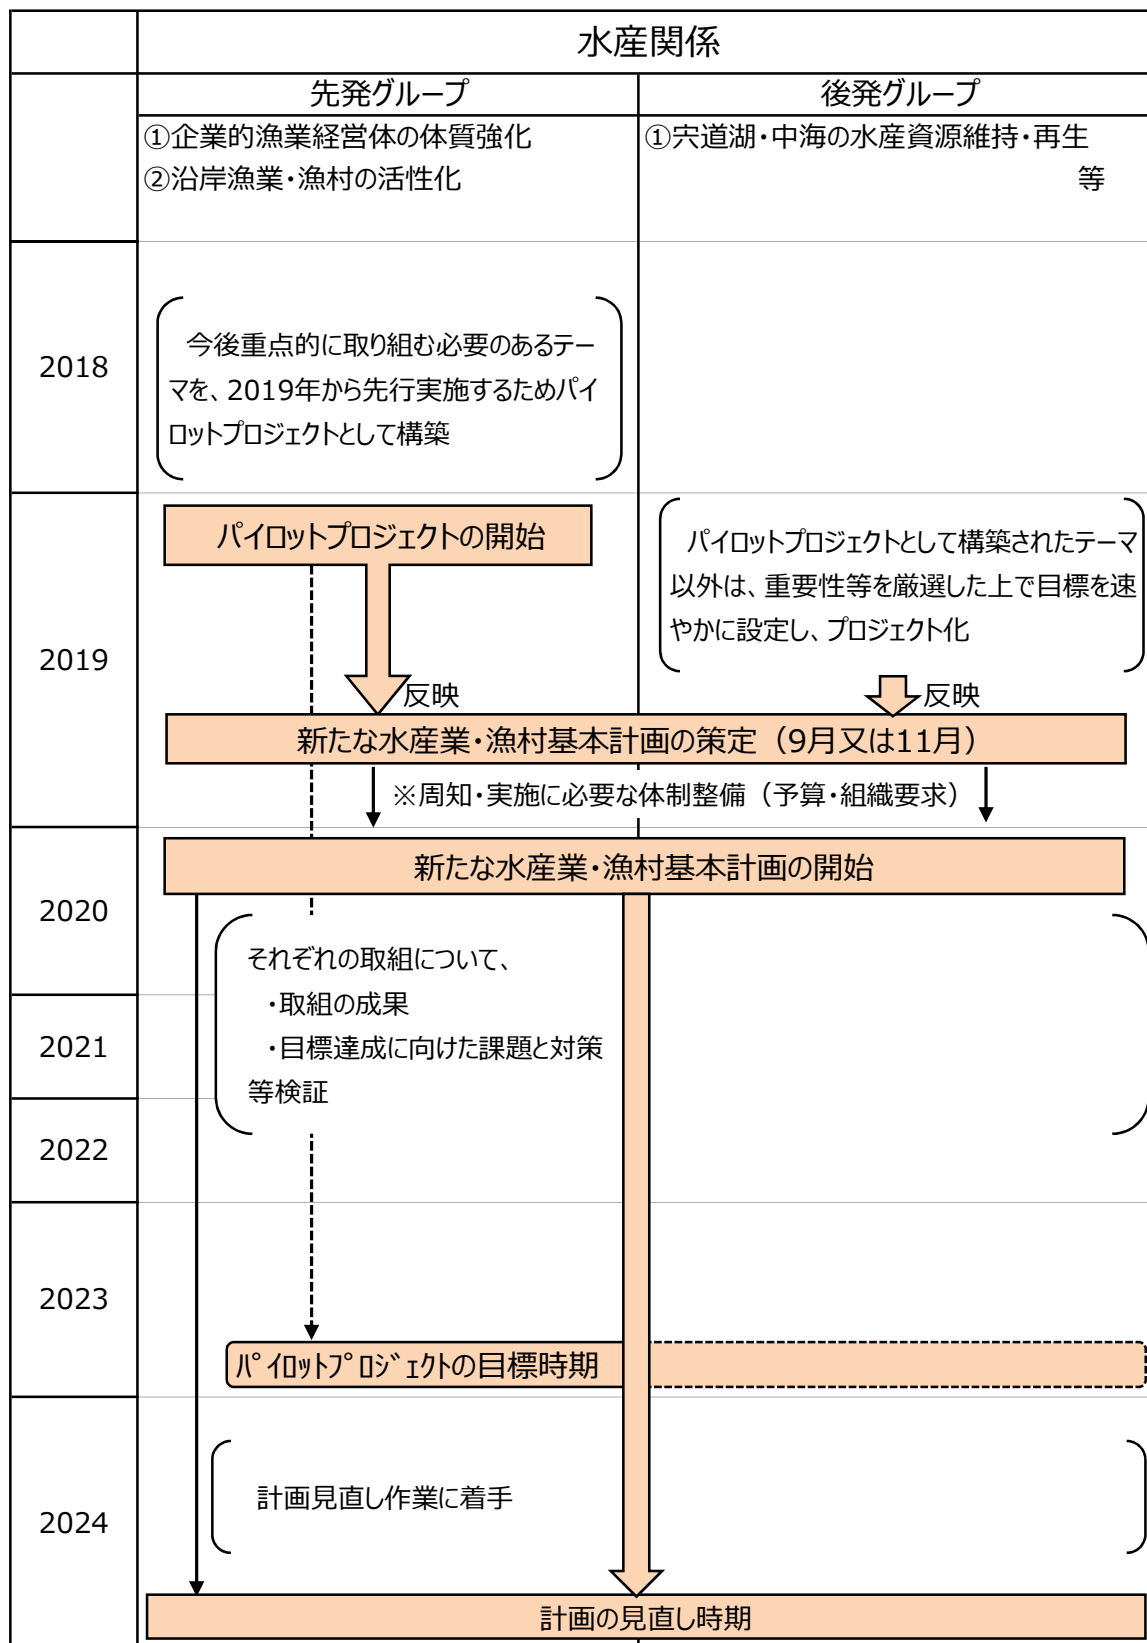 水産関係
先発グループ
後発グループ
①企業的漁業経営体の体質強化
②沿岸漁業・漁村の活性化
①宍道湖・中海の水産資源維持・再生
等
2018
今後重点的に取り組む必要のあるテー
マを、2019年から先行実施するためパイ
ロットプロジェクトとして構築
2019
パイロットプロジェクトの開始
パイロットプロジェクトとして構築されたテーマ
以外は、重要性等を厳選した上で目標を速
やかに設定し、プロジェクト化
反映
反映
新たな水産業・漁村基本計画の策定（9月又は11月）
※周知・実施に必要な体制整備（予算・組織要求）
2020
新たな水産業・漁村基本計画の開始
それぞれの取組について、
・取組の成果
2021
・目標達成に向けた課題と対策
等検証
2022
2023
ﾊﾟｲﾛｯﾄﾌﾟﾛｼﾞｪｸﾄの目標時期
2024
計画見直し作業に着手
計画の見直し時期